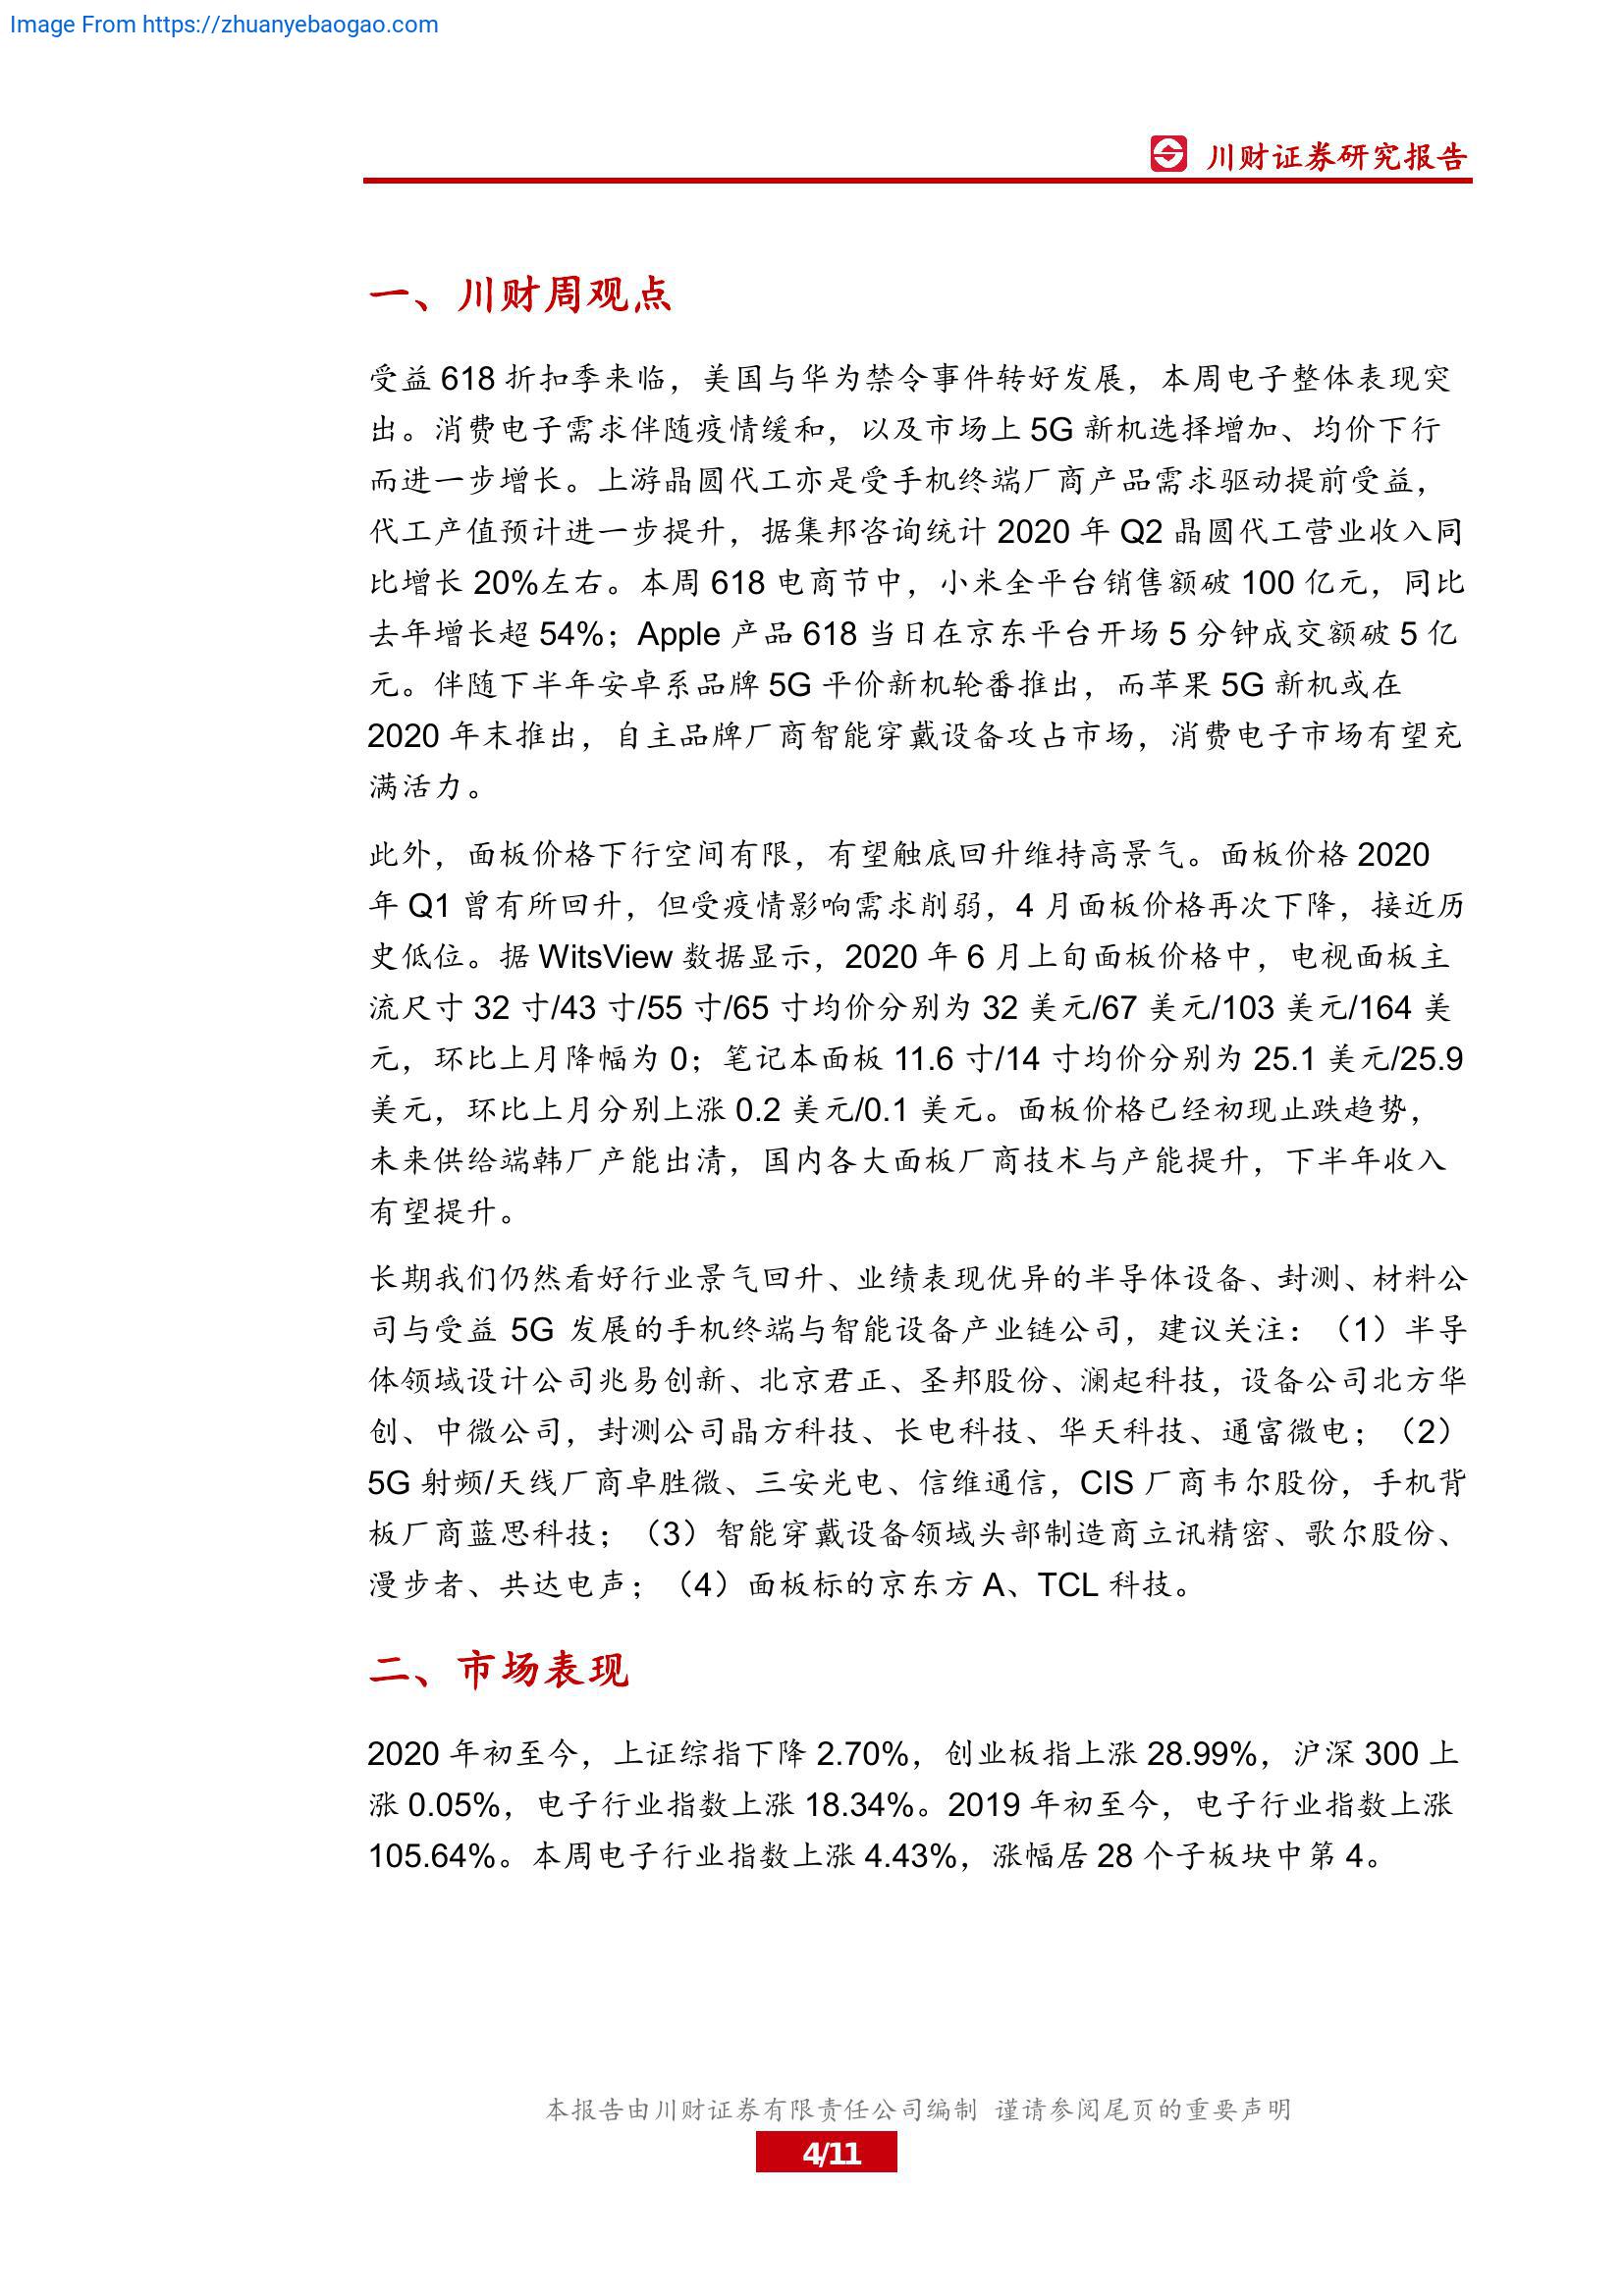 Image From https://zhuanyebaogao.com
川财证券研究报告
一、川财周观点
受益 618 折扣季来临，美国与华为禁令事件转好发展，本周电子整体表现突
出。消费电子需求伴随疫情缓和，以及市场上 5G 新机选择增加、均价下行
而进一步增长。上游晶圆代工亦是受手机终端厂商产品需求驱动提前受益，
代工产值预计进一步提升，据集邦咨询统计 2020 年 Q2 晶圆代工营业收入同
比增长 20%左右。本周 618 电商节中，小米全平台销售额破 100 亿元，同比
去年增长超 54%；Apple 产品 618 当日在京东平台开场 5 分钟成交额破 5 亿
元。伴随下半年安卓系品牌 5G 平价新机轮番推出，而苹果 5G 新机或在
2020 年末推出，自主品牌厂商智能穿戴设备攻占市场，消费电子市场有望充
满活力。
此外，面板价格下行空间有限，有望触底回升维持高景气。面板价格 2020
年 Q1 曾有所回升，但受疫情影响需求削弱，4 月面板价格再次下降，接近历
史低位。据 WitsView 数据显示，2020 年 6 月上旬面板价格中，电视面板主
流尺寸 32 寸/43 寸/55 寸/65 寸均价分别为 32 美元/67 美元/103 美元/164 美
元，环比上月降幅为 0；笔记本面板 11.6 寸/14 寸均价分别为 25.1 美元/25.9
美元，环比上月分别上涨 0.2 美元/0.1 美元。面板价格已经初现止跌趋势，
未来供给端韩厂产能出清，国内各大面板厂商技术与产能提升，下半年收入
有望提升。
长期我们仍然看好行业景气回升、业绩表现优异的半导体设备、封测、材料公
司与受益 5G 发展的手机终端与智能设备产业链公司，建议关注：（1）半导
体领域设计公司兆易创新、北京君正、圣邦股份、澜起科技，设备公司北方华
创、中微公司，封测公司晶方科技、长电科技、华天科技、通富微电；（2）
5G 射频/天线厂商卓胜微、三安光电、信维通信，CIS 厂商韦尔股份，手机背
板厂商蓝思科技；（3）智能穿戴设备领域头部制造商立讯精密、歌尔股份、
漫步者、共达电声；（4）面板标的京东方 A、TCL 科技。
二、市场表现
2020 年初至今，上证综指下降 2.70%，创业板指上涨 28.99%，沪深 300 上
涨 0.05%，电子行业指数上涨 18.34%。2019 年初至今，电子行业指数上涨
105.64%。本周电子行业指数上涨 4.43%，涨幅居 28 个子板块中第 4。
本报告由川财证券有限责任公司编制 谨请参阅尾页的重要声明
4/11